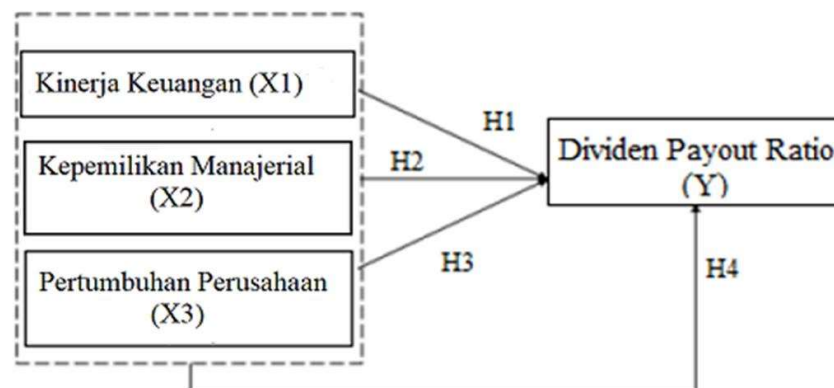 Kinerja Keuangan (X1)
H1
Kepemilikan Manajerial
(X2)
H2
Dividen Payout Ratio
(Y)
Pertumbuhan Perusahaan
(X3)
H3
H4